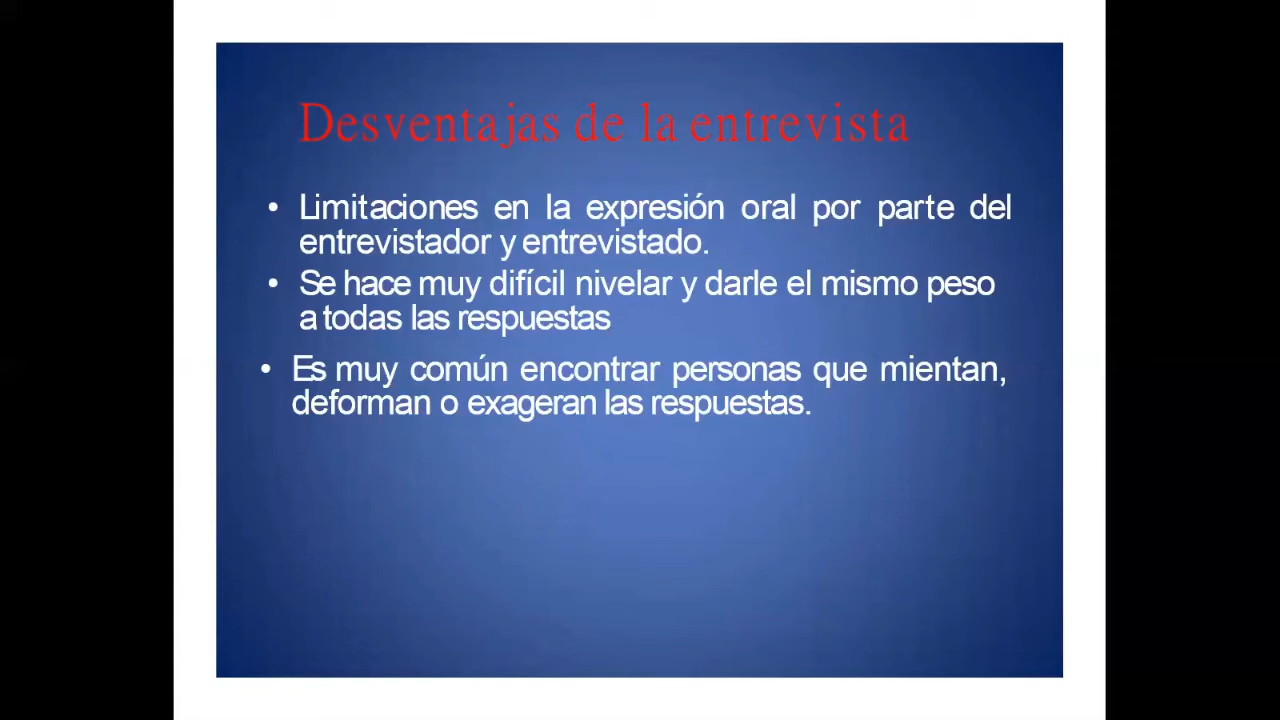 Desventajas de la entrevista
• Limitaciones en la expresión oral por parte del
entrevistador y entrevistado.
• Se hace muy difícil nivelar y darle el mismo peso
a todas las respuestas
• Es muy común encontrar personas que mientan,
deforman o exageran las respuestas.